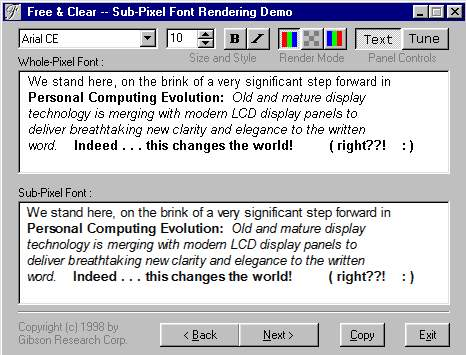 Free & Clear -- Sub-Pixel Font Rendering Demo
Arial CE 10 B I Text Tune
Size and Style Render Mode Panel Controls
Whole-Pixel Font :
We stand here, on the brink of a very significant step forward in
Personal Computing Evolution: Old and mature display
technology is merging with modern LCD display panels to
deliver breathtaking new clarity and elegance to the written
word. Indeed . . . this changes the world! ( right??! : )
Sub-Pixel Font :
We stand here, on the brink of a very significant step forward in
Personal Computing Evolution: Old and mature display
technology is merging with modern LCD display panels to
deliver breathtaking new clarity and elegance to the written
word. Indeed . . . this changes the world! ( right??! : )
Copyright (c) 1998 by
Gibson Research Corp.
< Back Next > Copy Exit